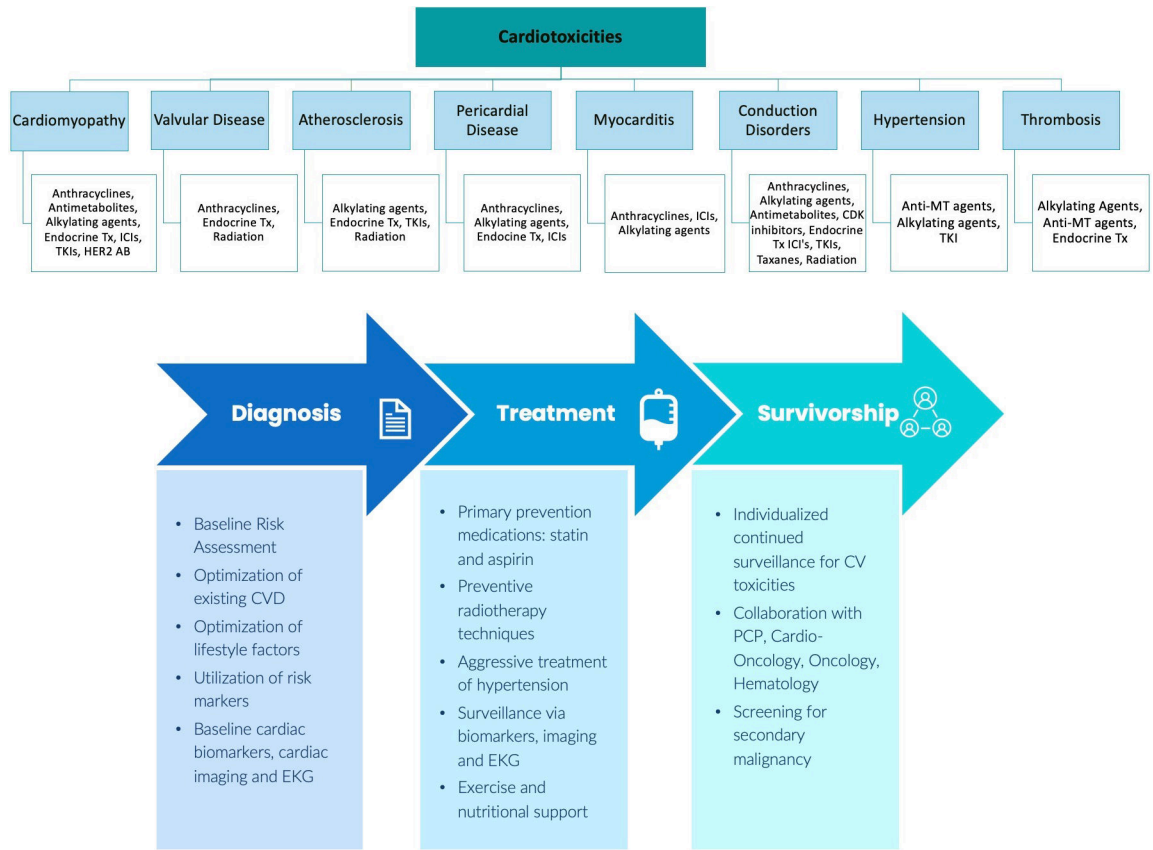 Cardiotoxicities
Cardiomyopathy
Valvular Disease
Atherosclerosis
Pericardial
Disease
Myocarditis
Conduction
Disorders
Hypertension
Thrombosis
Anthracyclines,
Antimetabolites,
Alkylating agents,
Endocrine Tx, ICIs,
TKIs, HER2 AB
Anthracyclines,
Endocrine Tx,
Radiation
Alkylating agents,
Endocrine Tx, TKIs,
Radiation
Anthracyclines,
Alkylating agents,
Endocine Tx, ICIs
Anthracyclines, ICIs,
Alkylating agents
Anthracyclines,
Alkylating agents,
Antimetabolites, CDK
inhibitors, Endocrine
Tx ICI's, TKIs,
Taxanes, Radiation
Anti-MT agents,
Alkylating agents,
TKI
Alkylating Agents,
Anti-MT agents,
Endocrine Tx
Diagnosis
• Baseline Risk
Assessment
• Optimization of
existing CVD
• Optimization of
lifestyle factors
• Utilization of risk
markers
• Baseline cardiac
biomarkers, cardiac
imaging and EKG
Treatment
• Primary prevention
medications: statin
and aspirin
• Preventive
radiotherapy
techniques
• Aggressive treatment
of hypertension
• Surveillance via
biomarkers, imaging
and EKG
• Exercise and
nutritional support
Survivorship
• Individualized
continued
surveillance for CV
toxicities
• Collaboration with
PCP, Cardio-
Oncology, Oncology,
Hematology
• Screening for
secondary
malignancy